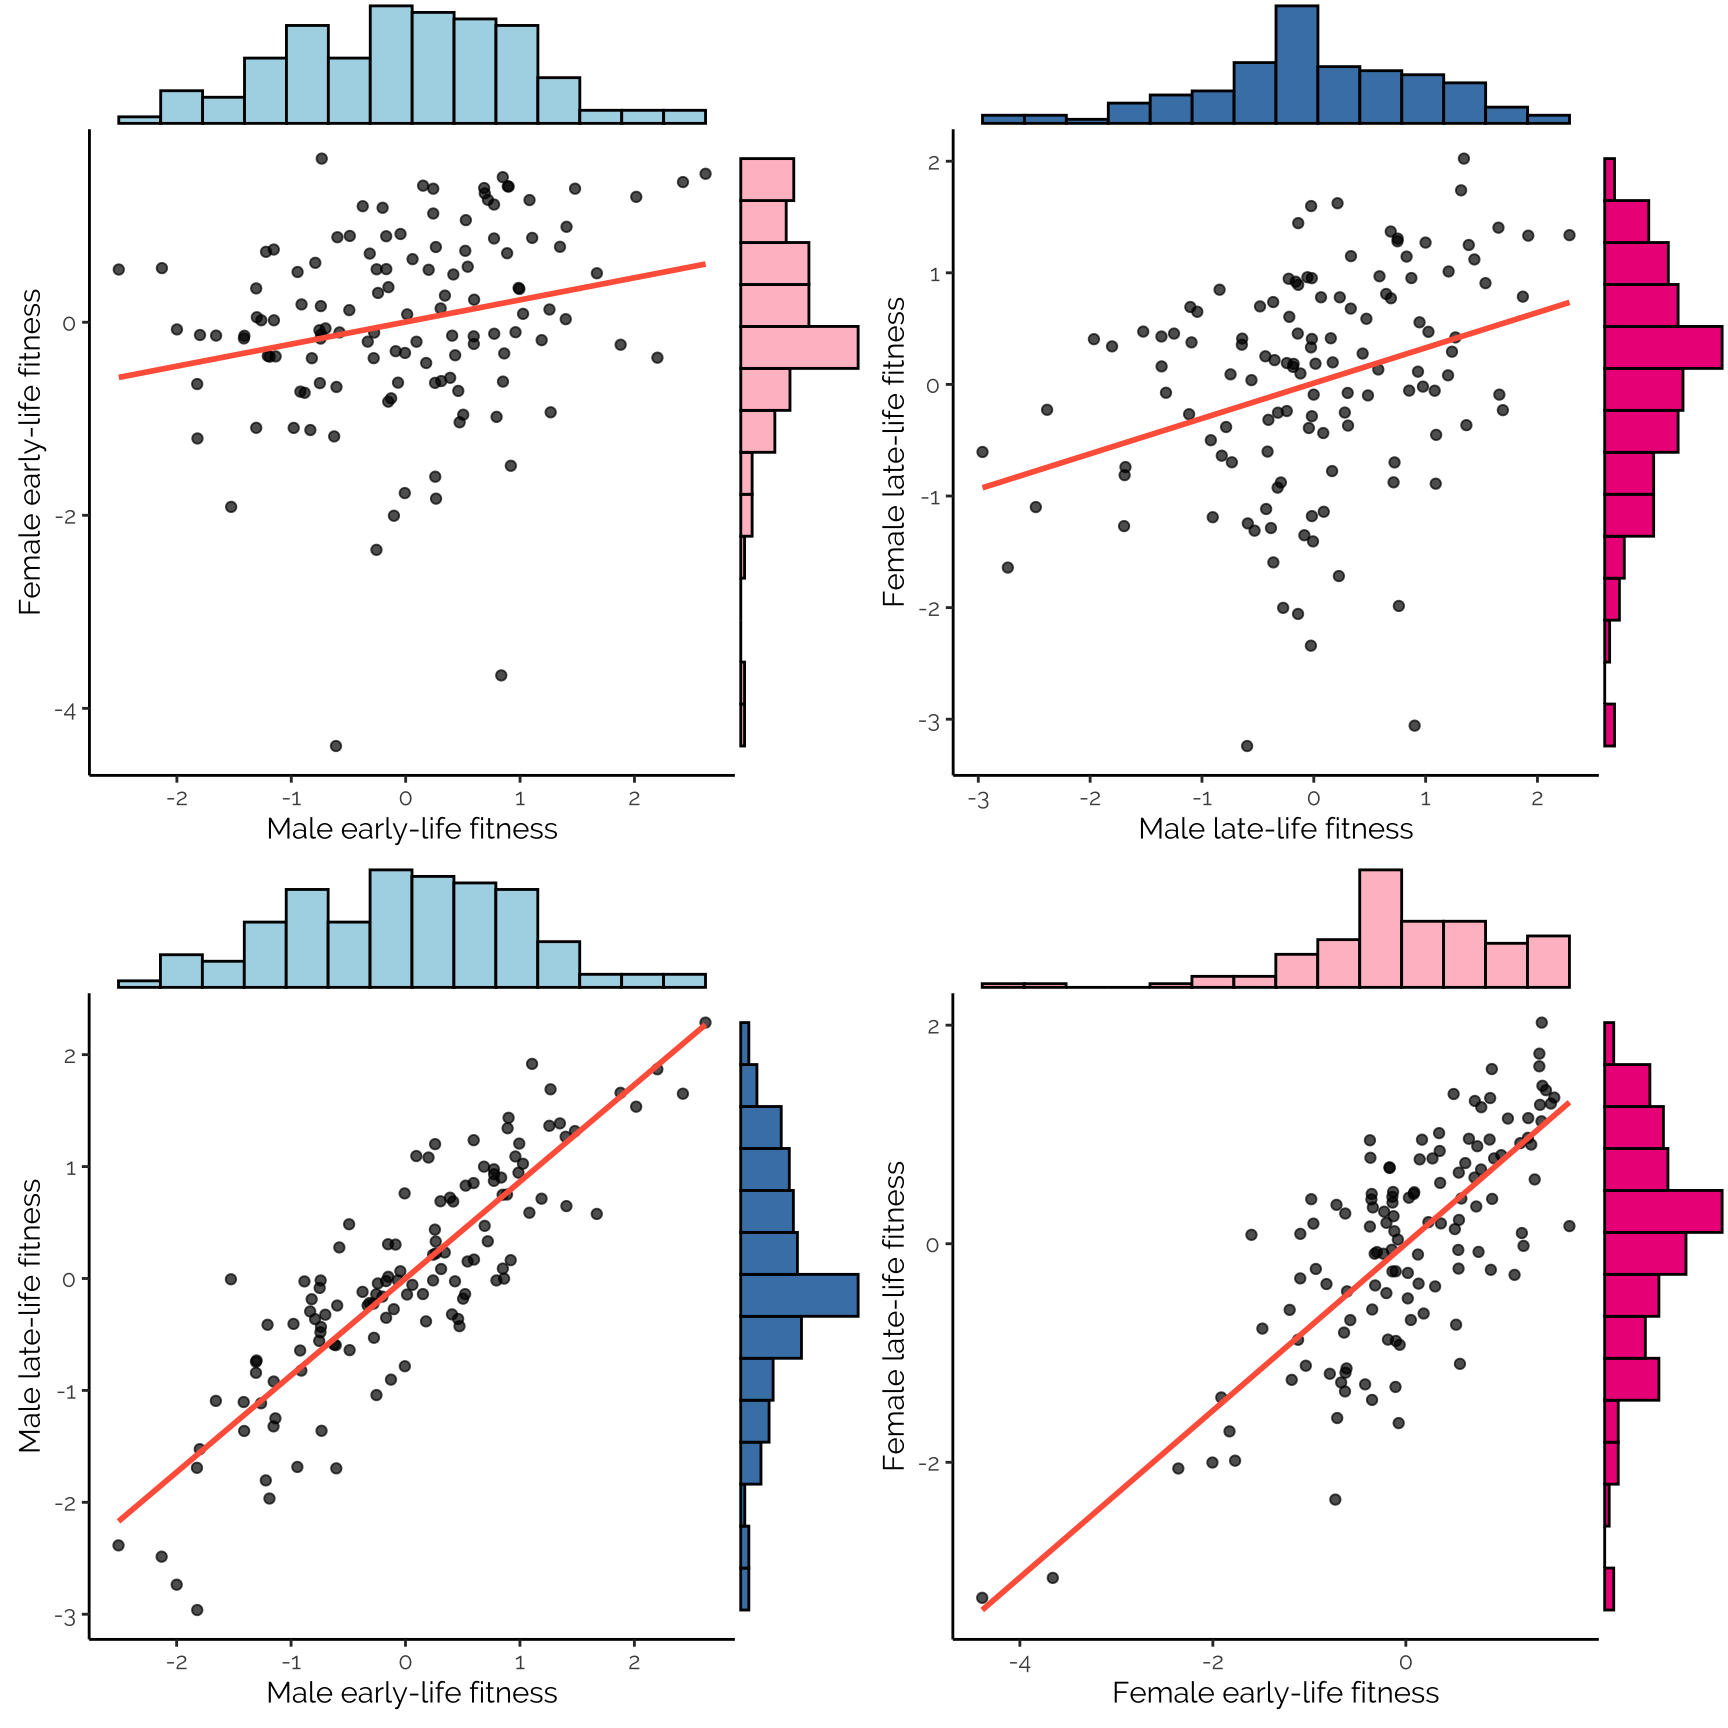 Female early-life fitness
0
-2
-4
-2 -1 0 1 2
Male early-life fitness
Female late-life fitness
2
1
0
-1
-2
-3
-3 -2 -1 0 1 2
Male late-life fitness
Male late-life fitness
2
1
0
-1
-2
-3
-2 -1 0 1 2
Male early-life fitness
Female late-life fitness
2
0
-2
-4 -2 0
Female early-life fitness